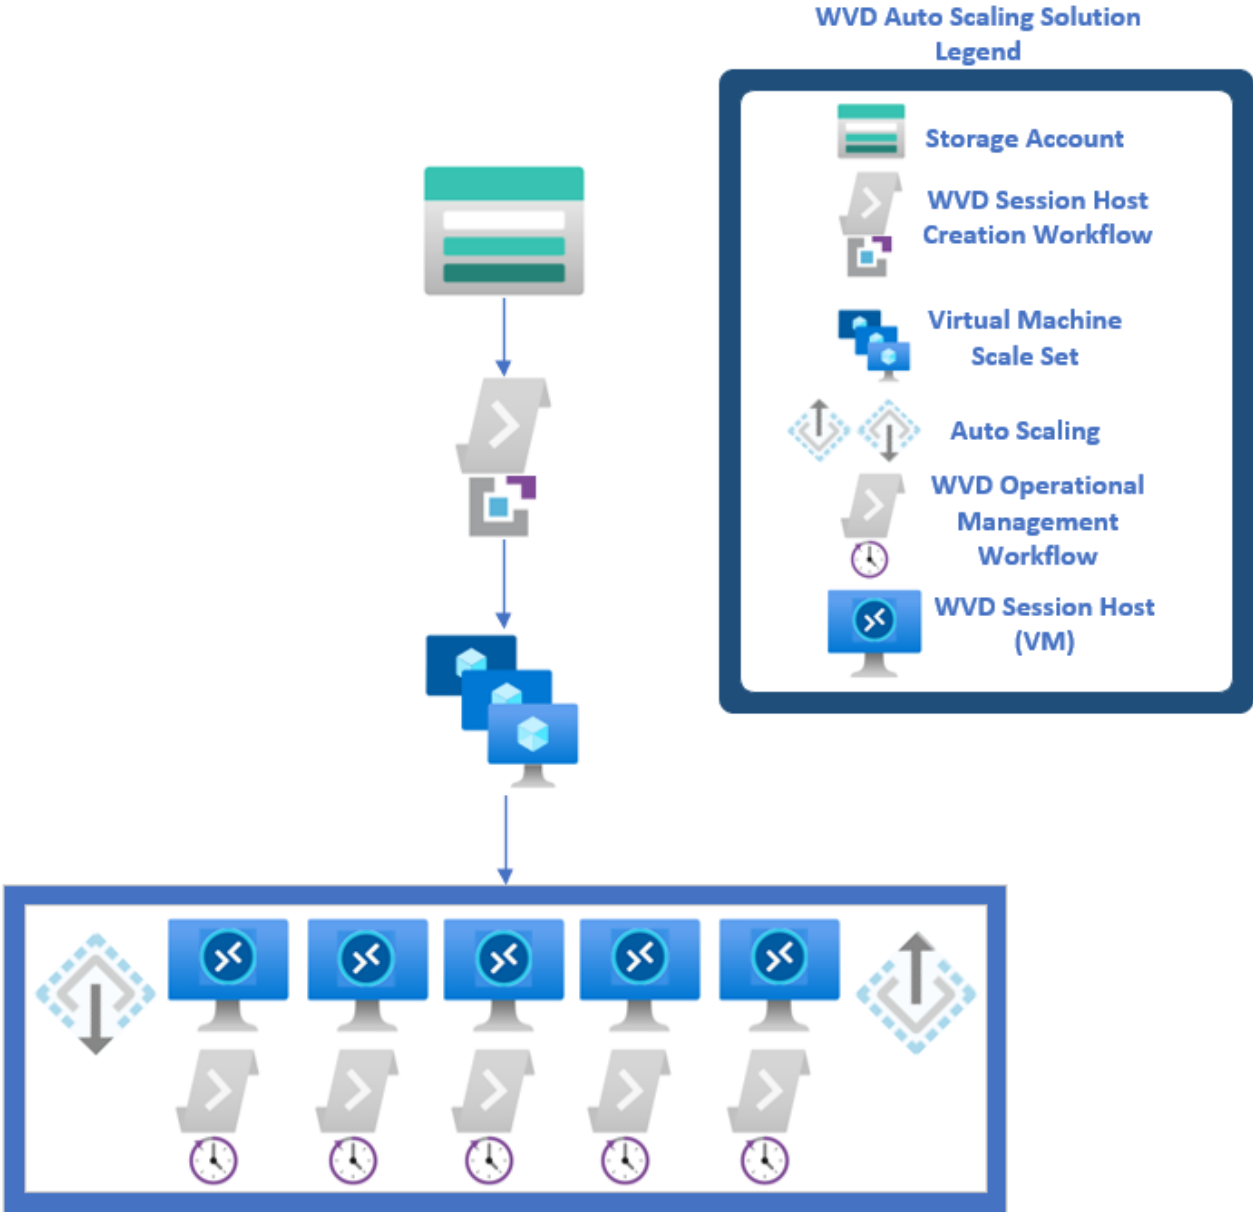 WVD Auto Scaling Solution
Legend
Storage Account
WVD Session Host
Creation Workflow
Virtual Machine
Scale Set
Auto Scaling
WVD Operational
Management
Workflow
WVD Session Host
(VM)